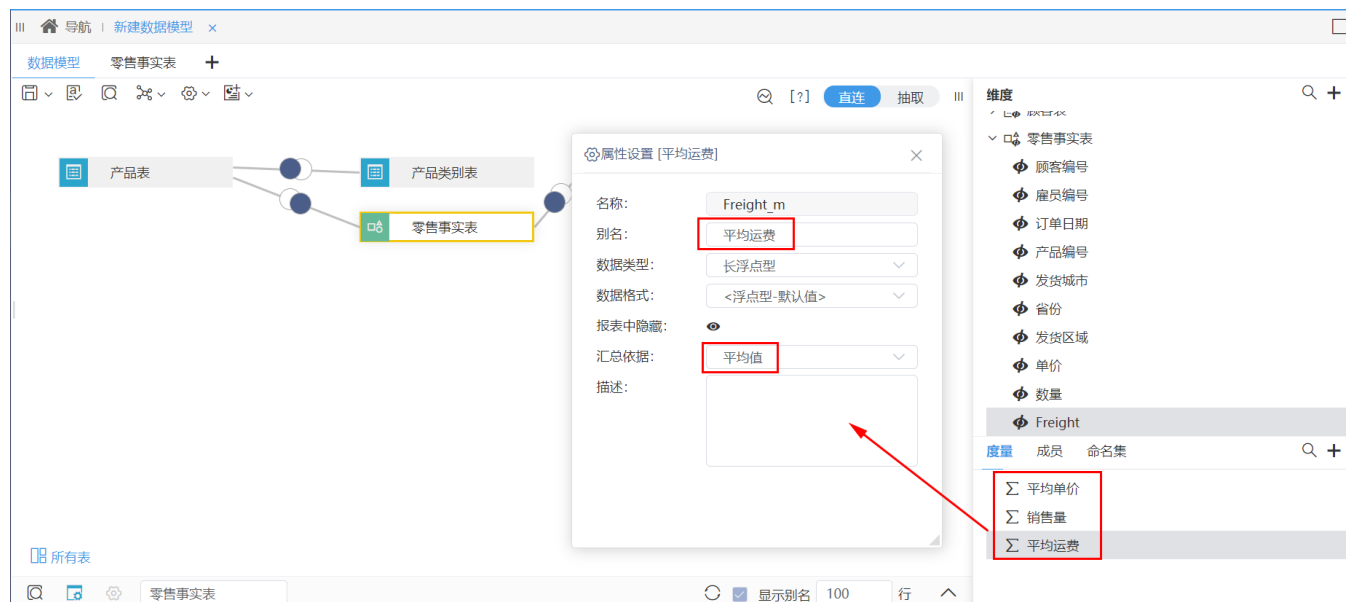 导航 新建数据模型 ×
数据模型 零售事实表 +
[?] 直连 抽取
维度
顾客表
零售事实表
顾客编号
雇员编号
订单日期
产品编号
发货城市
省份
发货区域
单价
数量
Freight
产品表
产品类别表
零售事实表
属性设置 [平均运费]
名称: Freight_m
别名: 平均运费
数据类型: 长浮点型
数据格式: <浮点型-默认值>
报表中隐藏:
汇总依据: 平均值
描述:
度量 成员 命名集
∑ 平均单价
∑ 销售量
∑ 平均运费
所有表
零售事实表 显示别名 100 行